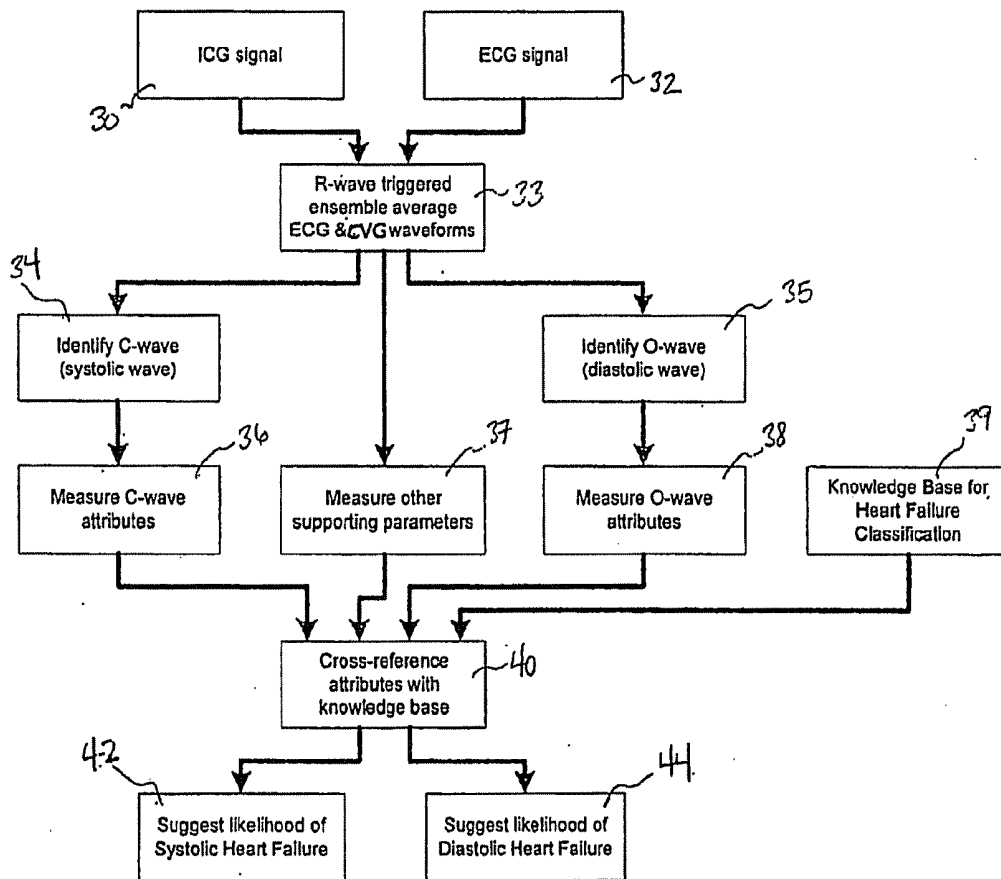 ICG signal
ECG signal
30
32
R-wave triggered
ensemble average
ECG & CVG waveforms
33
34
35
Identify C-wave
(systolic wave)
Identify O-wave
(diastolic wave)
36
37
38
39
Measure C-wave
attributes
Measure other
supporting parameters
Measure O-wave
attributes
Knowledge Base for
Heart Failure
Classification
Cross-reference
attributes with
knowledge base
40
42
44
Suggest likelihood of
Systolic Heart Failure
Suggest likelihood of
Diastolic Heart Failure